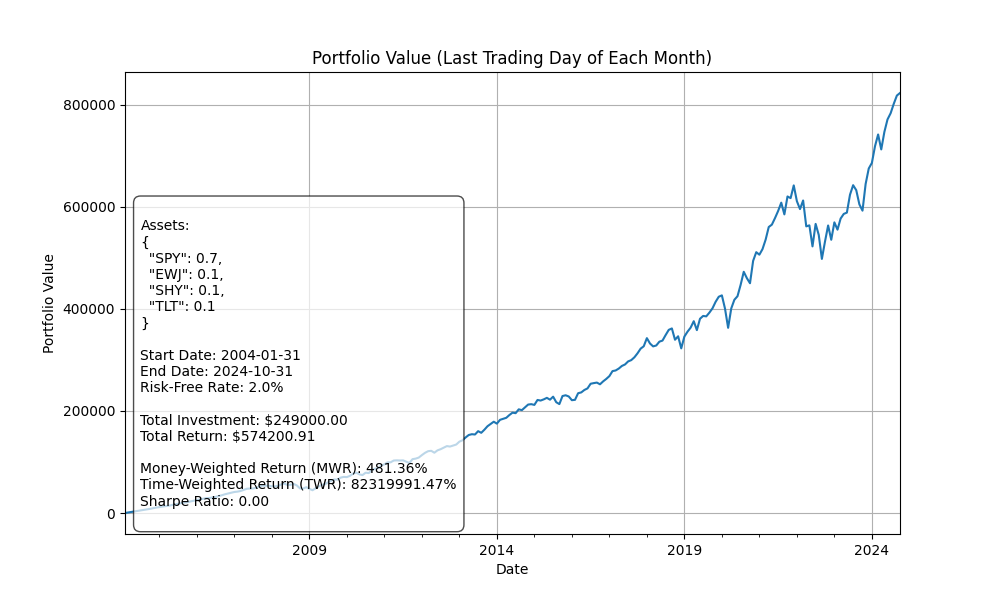 Portfolio Value (Last Trading Day of Each Month)
800000
600000
400000
200000
0
Portfolio Value
Assets:
{
"SPY": 0.7,
"EWJ": 0.1,
"SHY": 0.1,
"TLT": 0.1
}
Start Date: 2004-01-31
End Date: 2024-10-31
Risk-Free Rate: 2.0%
Total Investment: $249000.00
Total Return: $574200.91
Money-Weighted Return (MWR): 481.36%
Time-Weighted Return (TWR): 82319991.47%
Sharpe Ratio: 0.00
2009 2014 2019 2024
Date